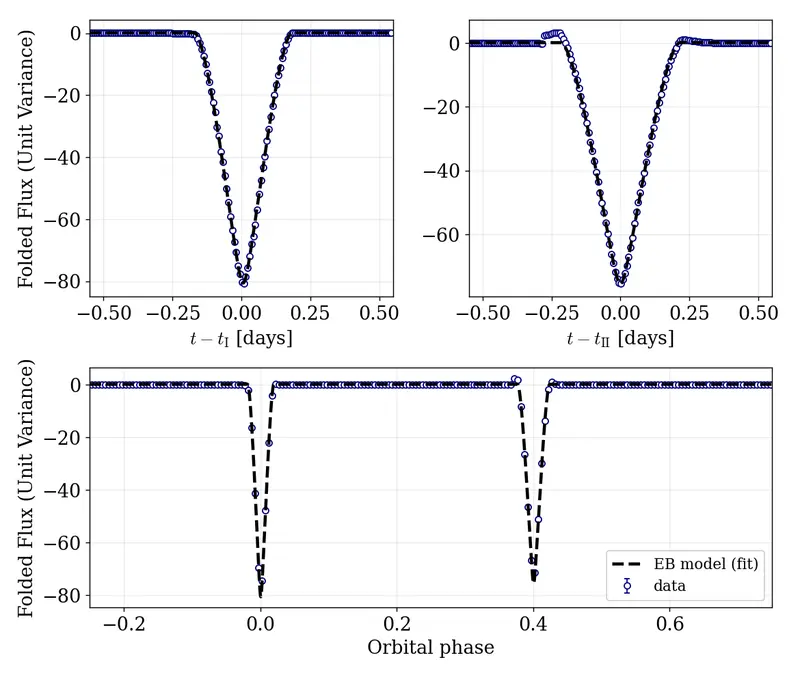 Folded Flux (Unit Variance)
0
−20
−40
−60
−80
−0.50 −0.25 0.00 0.25 0.50
t − tI [days]
0
−20
−40
−60
−0.50 −0.25 0.00 0.25 0.50
t − tII [days]
Folded Flux (Unit Variance)
0
−20
−40
−60
−80
EB model (fit)
data
−0.2 0.0 0.2 0.4 0.6
Orbital phase